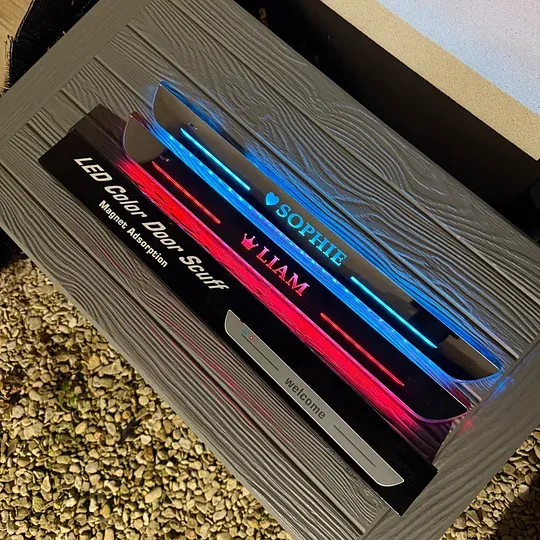 SOPHIE
LIAM
LED Color Door Scuff
Magnet Adsorption
welcome